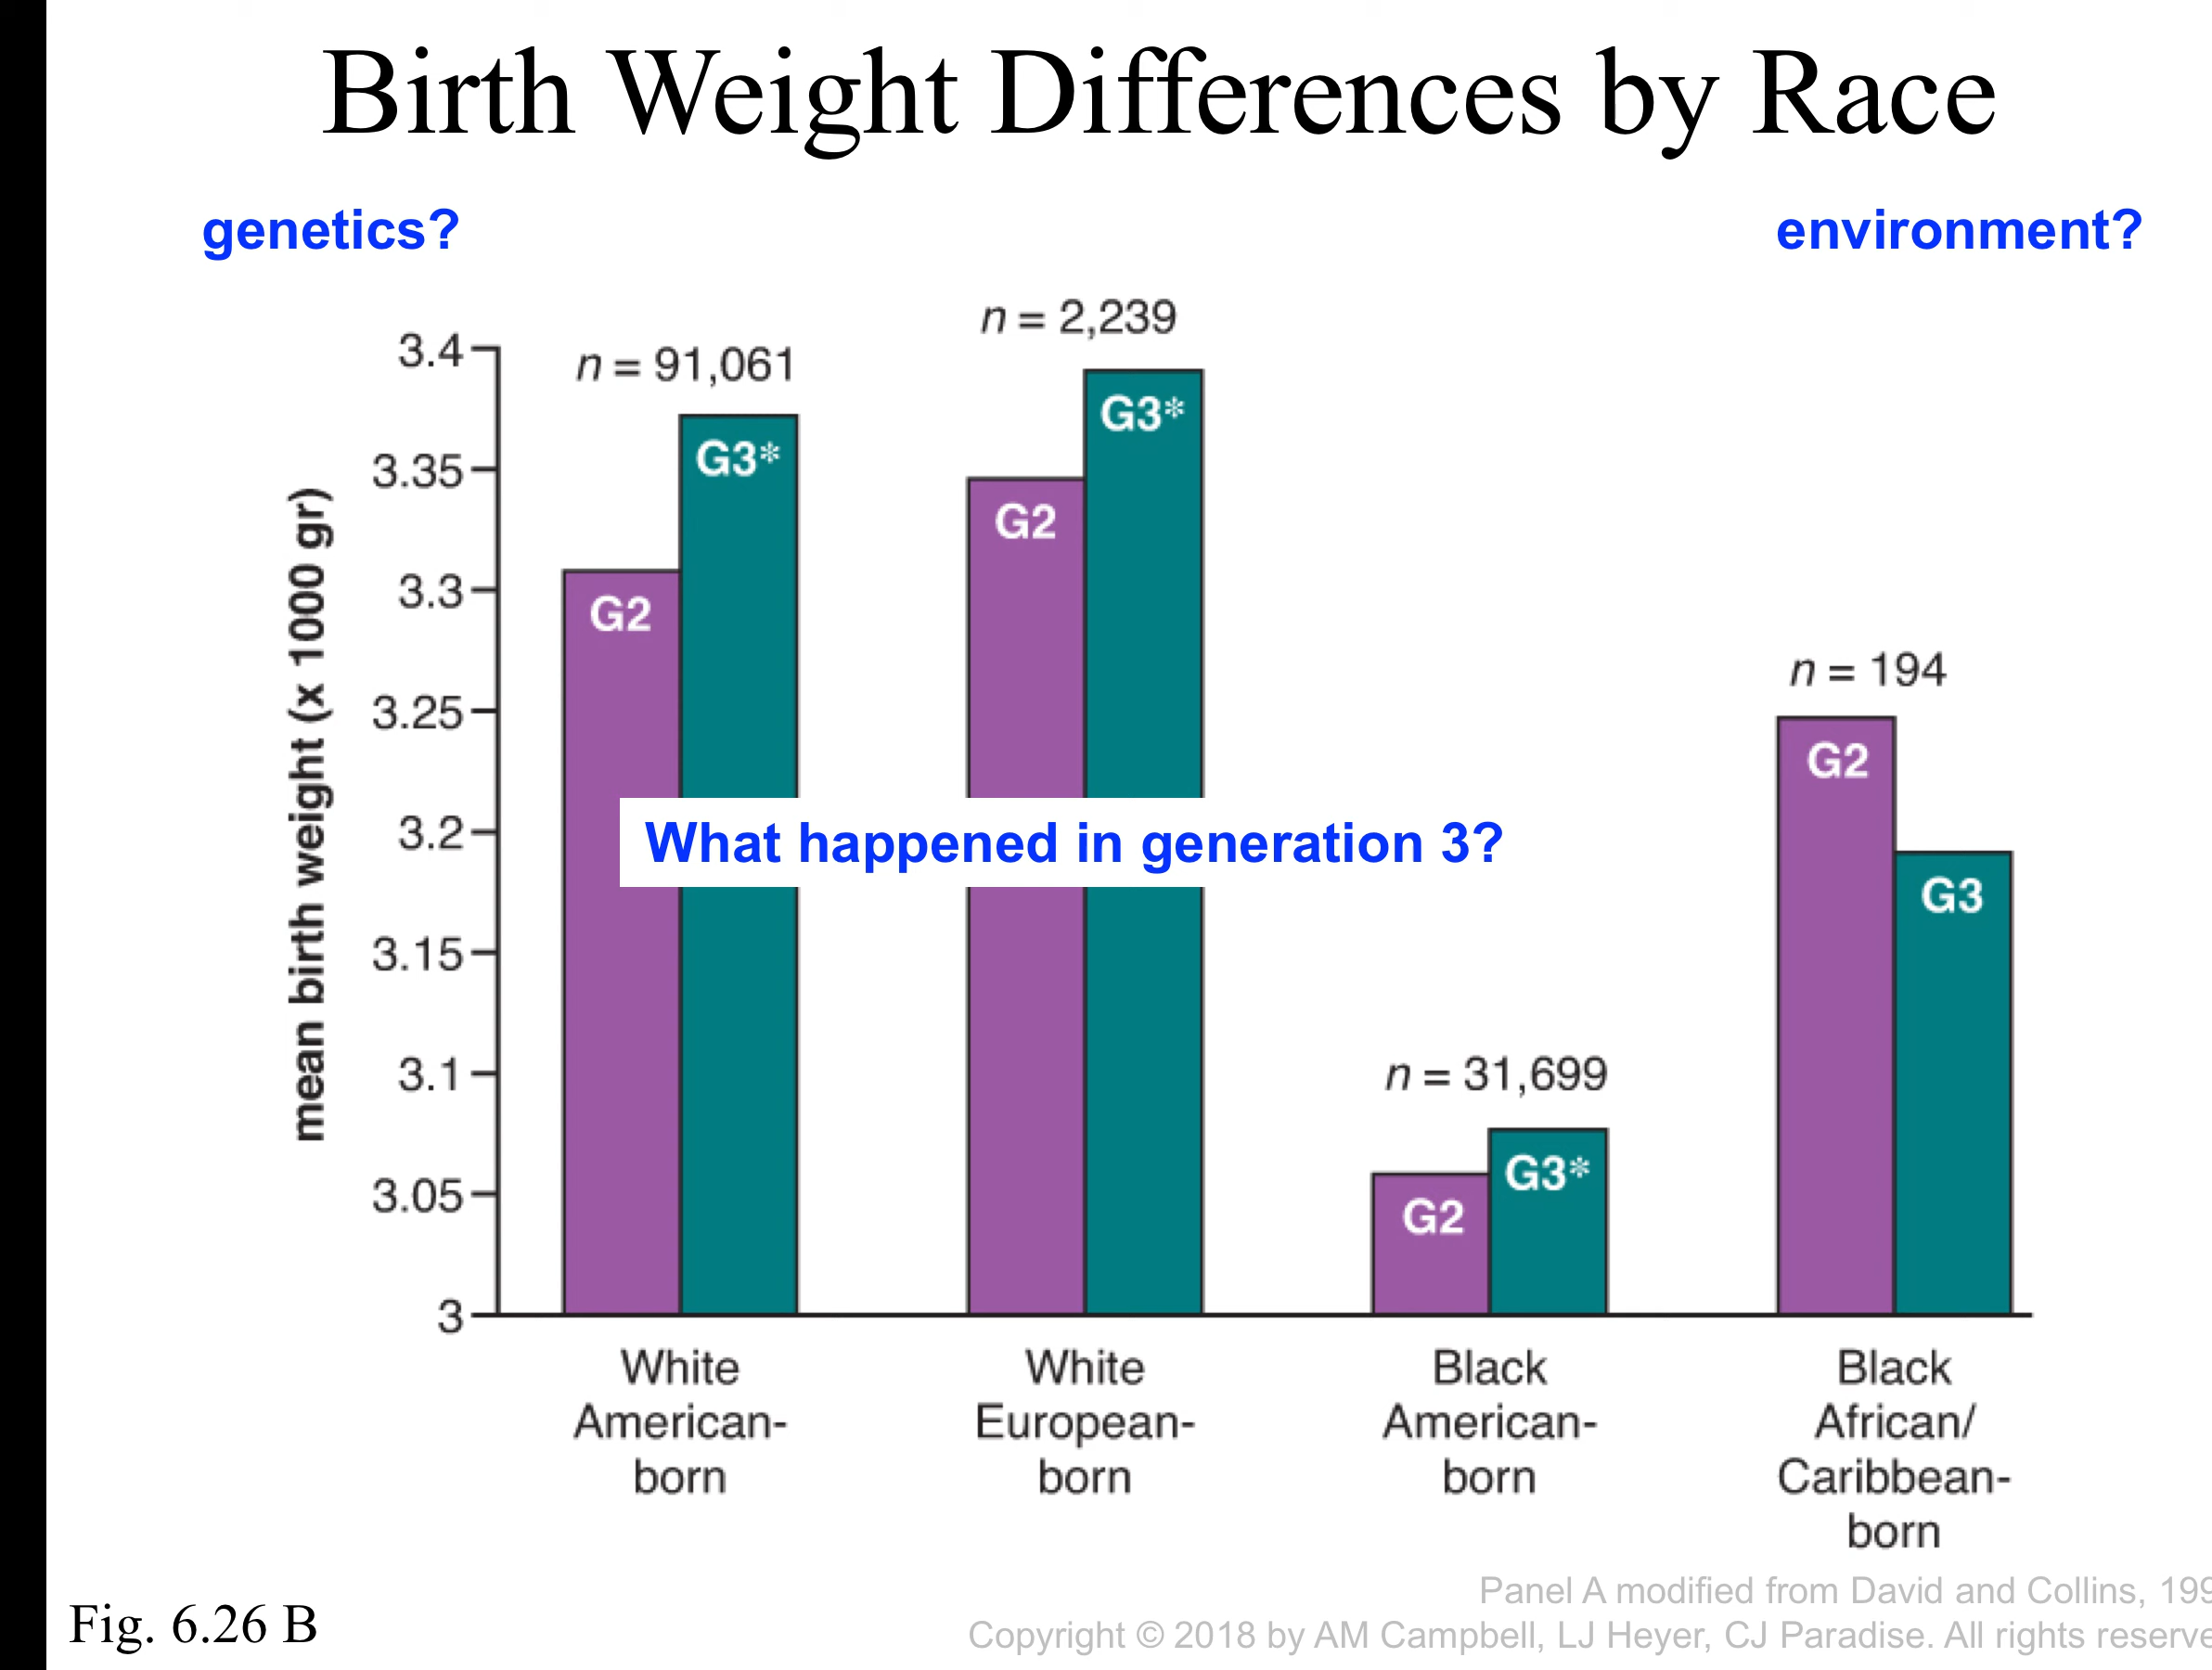 Birth Weight Differences by Race
genetics?
environment?
n = 2,239
n = 91,061
3.4
G3*
G3*
3.35
G2
3.3
G2
n = 194
3.25
G2
mean birth weight (x 1000 gr)
3.2
What happened in generation 3?
G3
3.15
3.1
n = 31,699
G3*
3.05
G2
3
White
American-
born
White
European-
born
Black
American-
born
Black
African/
Caribbean-
born
Panel A modified from David and Collins, 199
Fig. 6.26 B
Copyright © 2018 by AM Campbell, LJ Heyer, CJ Paradise. All rights reserve